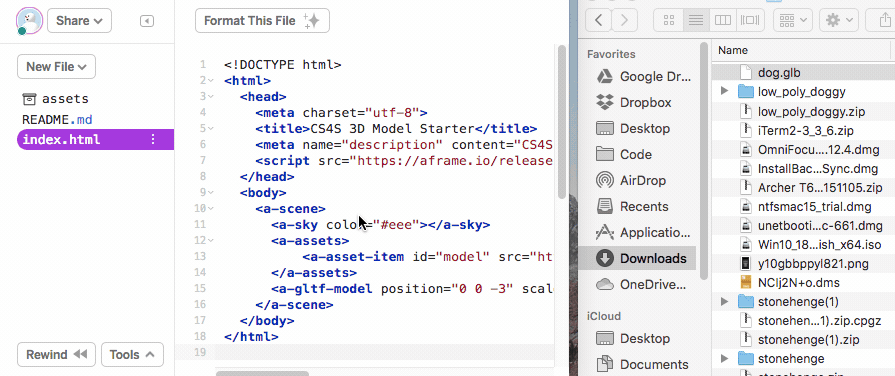 Share
Format This File
New File
assets
README.md
index.html
Rewind
Tools
1 <!DOCTYPE html>
2 <html>
3 <head>
4 <meta charset="utf-8">
5 <title>CS4S 3D Model Starter</title>
6 <meta name="description" content="CS4S
7 <script src="https://aframe.io/release
8 </head>
9 <body>
10 <a-scene>
11 <a-sky color="#eee"></a-sky>
12 <a-assets>
13 <a-asset-item id="model" src="ht
14 </a-assets>
15 <a-gltf-model position="0 0 -3" scal
16 </a-scene>
17 </body>
18 </html>
19
Favorites
Google Dr...
Dropbox
Desktop
Code
AirDrop
Recents
Applicatio...
Downloads
OneDrive...
iCloud
Desktop
Documents
Name
dog.glb
low_poly_doggy
low_poly_doggy.zip
iTerm2-3_3_6.zip
OmniFocu....12.4.dmg
InstallBac...Sync.dmg
Archer T6...151105.zip
ntfsmac15_trial.dmg
unetbooti...c-661.dmg
Win10_18...ish_x64.iso
y10gbbppyl821.png
NClj2N+o.dms
stonehenge(1)
stonehen...1).zip.cpgz
stonehenge(1).zip
stonehenge
stonehenge.zip